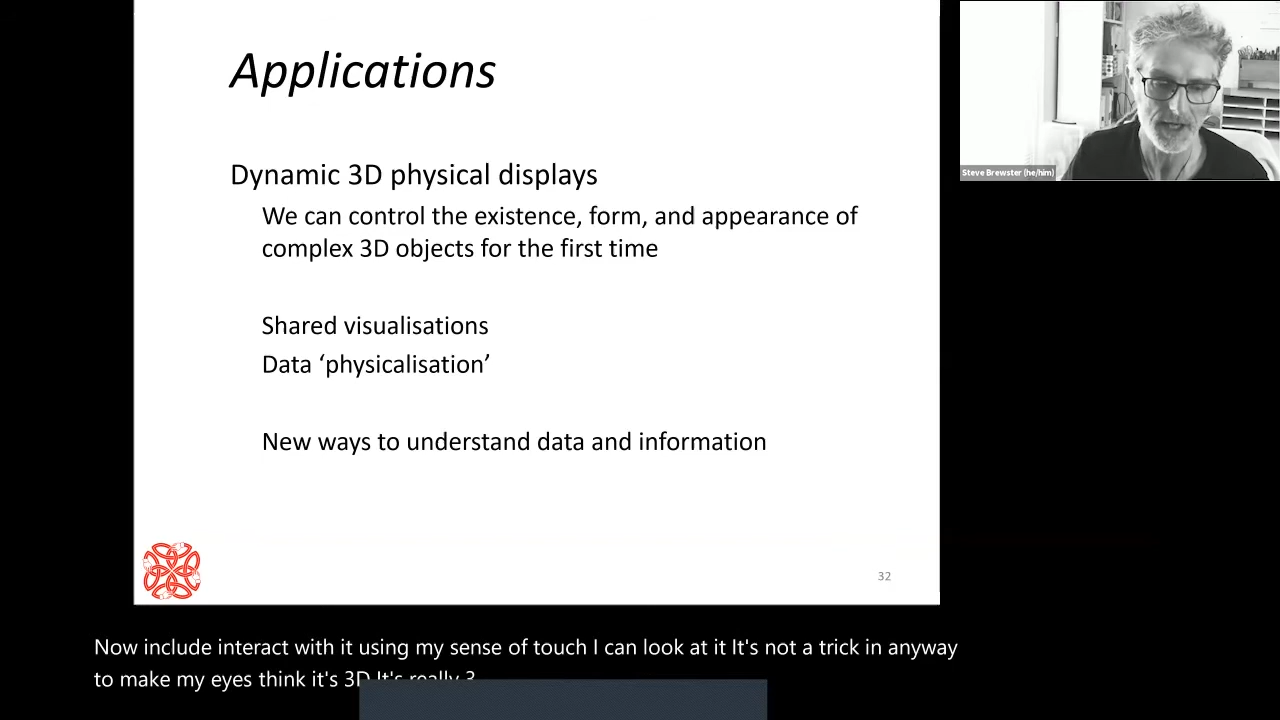 Applications
Dynamic 3D physical displays
We can control the existence, form, and appearance of
complex 3D objects for the first time
Shared visualisations
Data ‘physicalisation’
New ways to understand data and information
32
Steve Brewster (he/him)
Now include interact with it using my sense of touch I can look at it It's not a trick in anyway
to make my eyes think it's 3D It's really 3